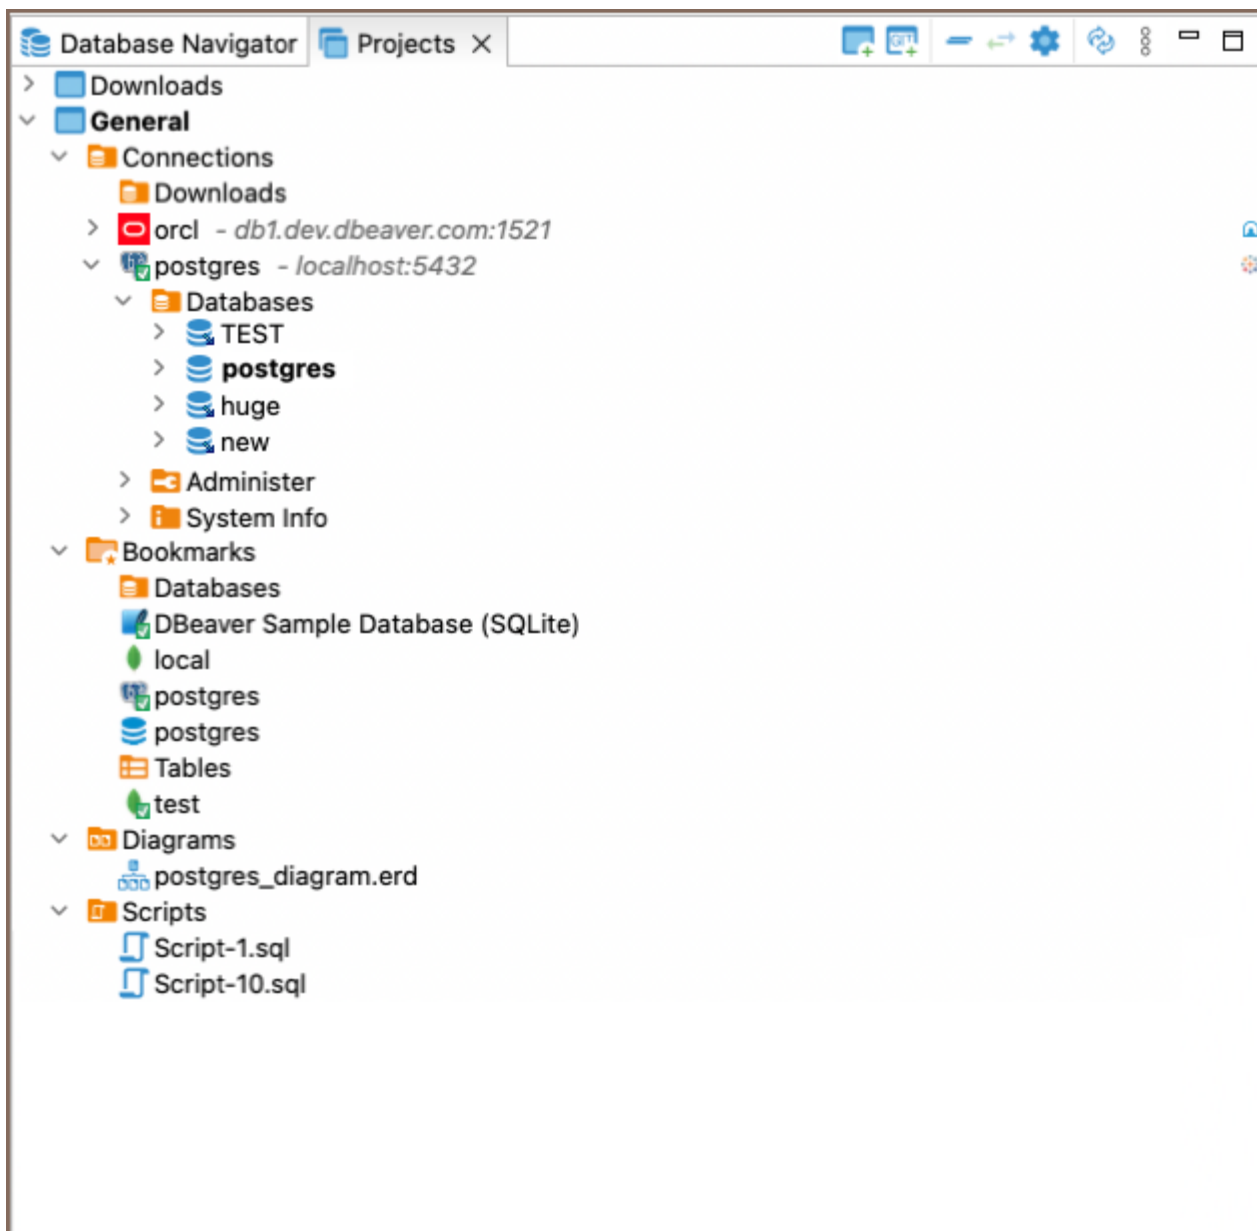 Database Navigator Projects
Downloads
General
Connections
Downloads
orcl - db1.dev.dbeaver.com:1521
postgres - localhost:5432
Databases
TEST
postgres
huge
new
Administer
System Info
Bookmarks
Databases
DBeaver Sample Database (SQLite)
local
postgres
postgres
Tables
test
Diagrams
postgres_diagram.erd
Scripts
Script-1.sql
Script-10.sql